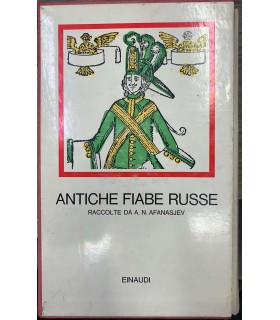 ANTICHE FIABE RUSSE
RACCOLTE DA A. N. AFANASJEV
EINAUDI